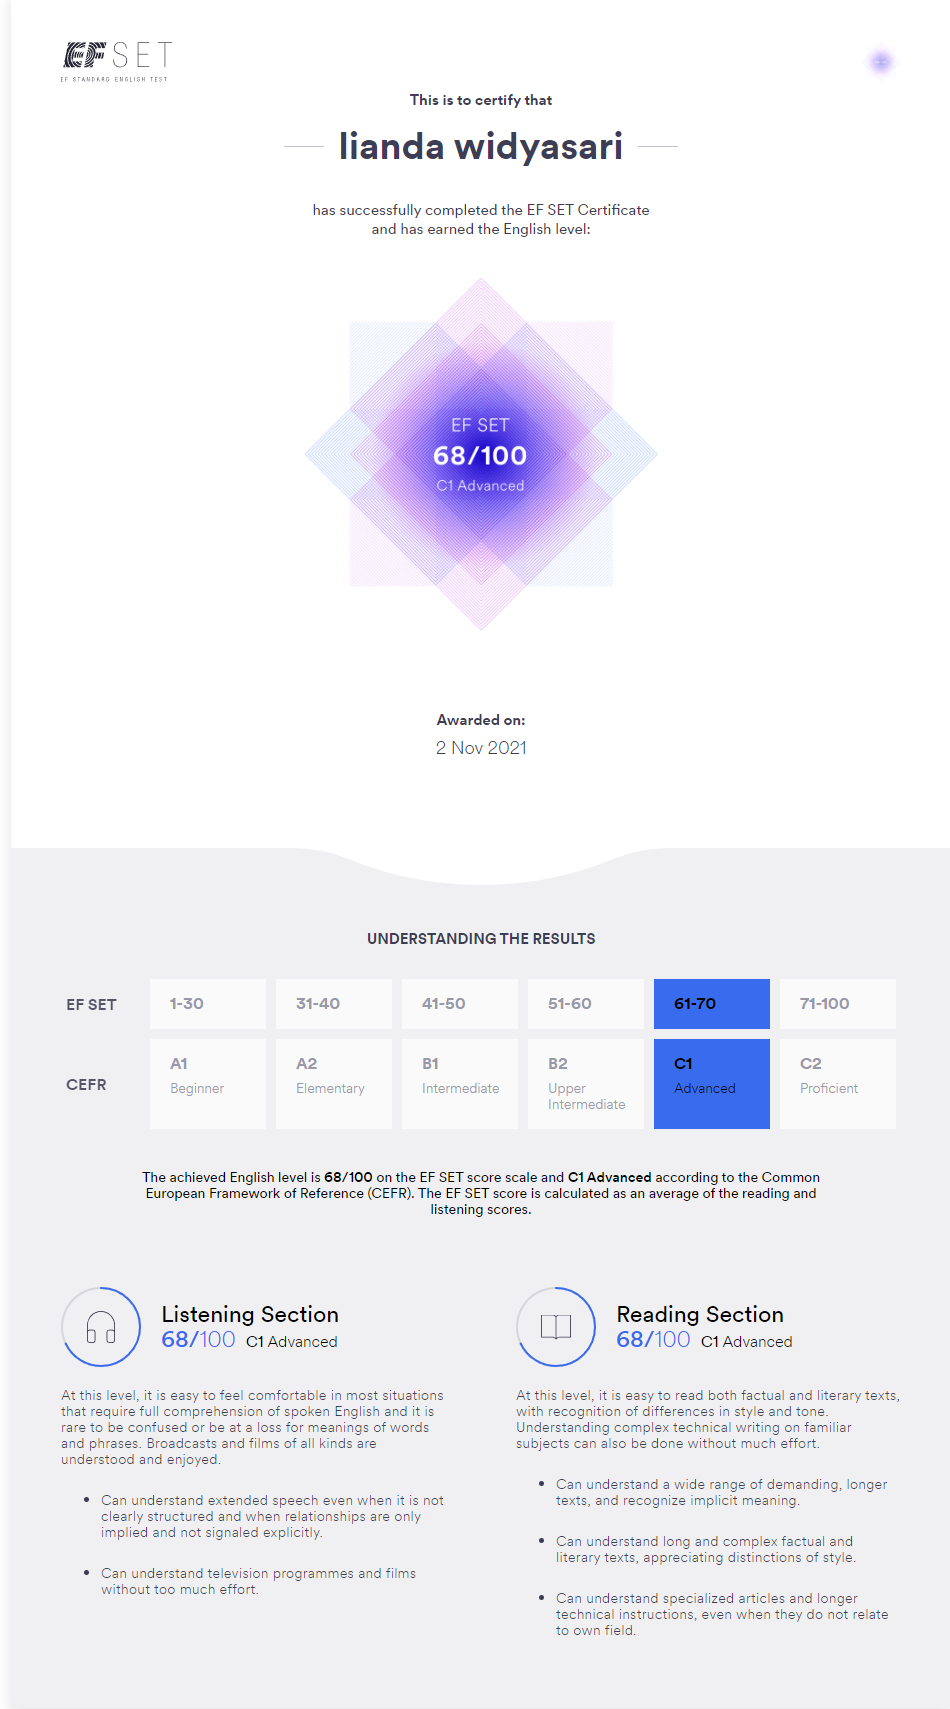 EF SET
EF STANDARD ENGLISH TEST
This is to certify that
lianda widyasari
has successfully completed the EF SET Certificate
and has earned the English level:
EF SET
68/100
C1 Advanced
Awarded on:
2 Nov 2021
UNDERSTANDING THE RESULTS
EF SET 1-30 31-40 41-50 51-60 61-70 71-100
CEFR
A1 A2 B1 B2 C1 C2
Beginner Elementary Intermediate Upper Advanced Proficient
Intermediate
The achieved English level is 68/100 on the EF SET score scale and C1 Advanced according to the Common
European Framework of Reference (CEFR). The EF SET score is calculated as an average of the reading and
listening scores.
Listening Section
68/100 C1 Advanced
At this level, it is easy to feel comfortable in most situations
that require full comprehension of spoken English and it is
rare to be confused or be at a loss for meanings of words
and phrases. Broadcasts and films of all kinds are
understood and enjoyed.
• Can understand extended speech even when it is not
clearly structured and when relationships are only
implied and not signaled explicitly.
• Can understand television programmes and films
without too much effort.
Reading Section
68/100 C1 Advanced
At this level, it is easy to read both factual and literary texts,
with recognition of differences in style and tone.
Understanding complex technical writing on familiar
subjects can also be done without much effort.
• Can understand a wide range of demanding, longer
texts, and recognize implicit meaning.
• Can understand long and complex factual and
literary texts, appreciating distinctions of style.
• Can understand specialized articles and longer
technical instructions, even when they do not relate
to own field.